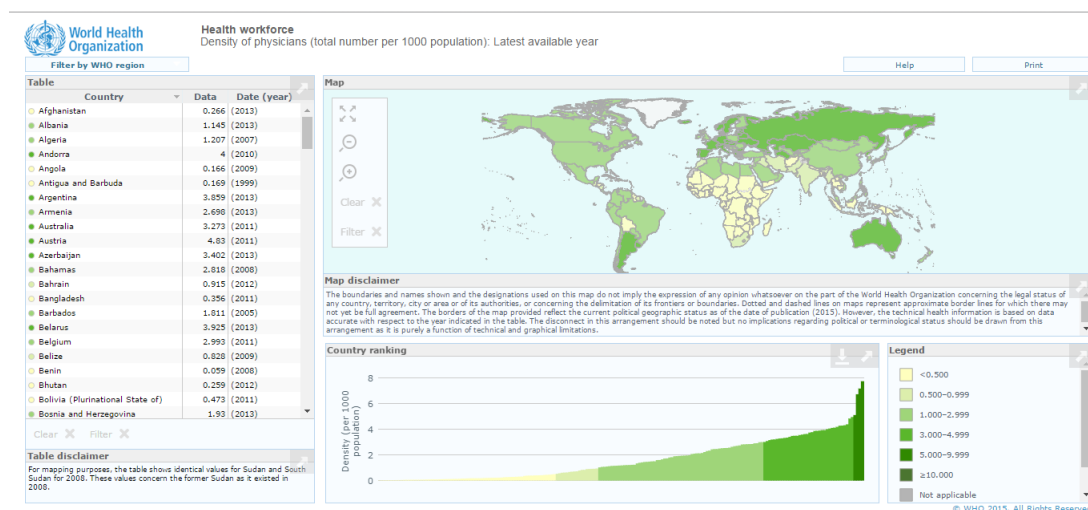 World Health
Organization
Health workforce
Density of physicians (total number per 1000 population): Latest available year
Filter by WHO region
Help
Print
Table
Country Data Date (year)
Afghanistan 0.266 (2013)
Albania 1.145 (2013)
Algeria 1.207 (2007)
Andorra 4 (2010)
Angola 0.166 (2009)
Antigua and Barbuda 0.169 (1999)
Argentina 3.859 (2013)
Armenia 2.698 (2013)
Australia 3.273 (2011)
Austria 4.83 (2011)
Azerbaijan 3.402 (2013)
Bahamas 2.818 (2008)
Bahrain 0.915 (2012)
Bangladesh 0.356 (2011)
Barbados 1.811 (2005)
Belarus 3.925 (2013)
Belgium 2.993 (2011)
Belize 0.828 (2009)
Benin 0.059 (2008)
Bhutan 0.259 (2012)
Bolivia (Plurinational State of) 0.473 (2011)
Bosnia and Herzegovina 1.93 (2013)
Clear Filter
Table disclaimer
For mapping purposes, the table shows identical values for Sudan and South
Sudan for 2008. These values concern the former Sudan as it existed in
2008.
Map
Clear
Filter
Map disclaimer
The boundaries and names shown and the designations used on this map do not imply the expression of any opinion whatsoever on the part of the World Health Organization concerning the legal status of
any country, territory, city or area or of its authorities, or concerning the delimitation of its frontiers or boundaries. Dotted and dashed lines on maps represent approximate border lines for which there may
not yet be full agreement. The borders of the map provided reflect the current political geographic status as of the date of publication (2015). However, the technical health information is based on data
accurate with respect to the year indicated in the table. The disconnect in this arrangement should be noted but no implications regarding political or terminological status should be drawn from this
arrangement as it is purely a function of technical and graphical limitations.
Country ranking
Density (per 1000
population)
8
6
4
2
0
Legend
<0.500
0.500–0.999
1.000–2.999
3.000–4.999
5.000–9.999
≥10.000
Not applicable
© WHO 2015. All Rights Reserved